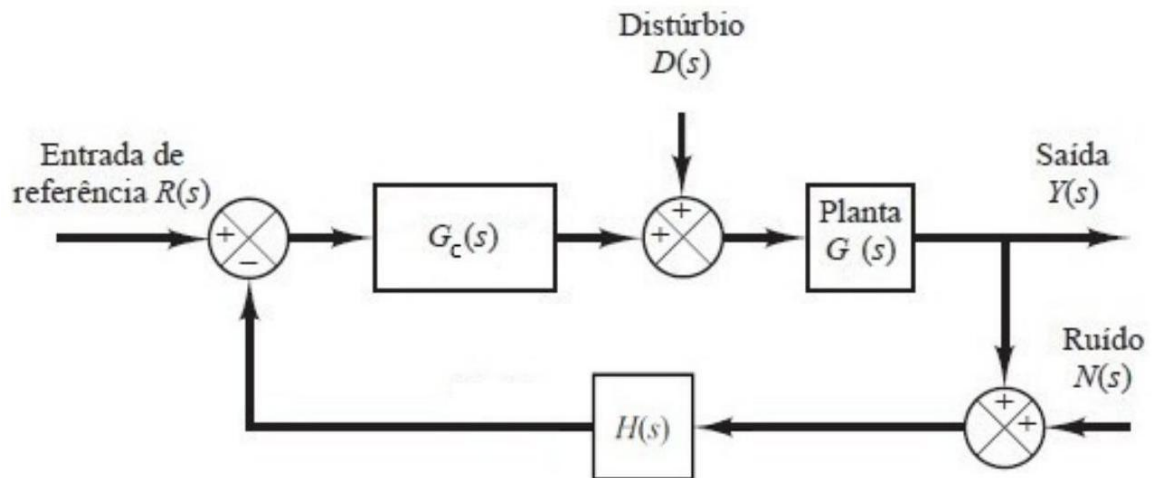 Distúrbio
D(s)
Entrada de
referência R(s)
+
−
G_c(s)
+
+
Planta
G (s)
Saída
Y(s)
Ruído
N(s)
+
+
H(s)